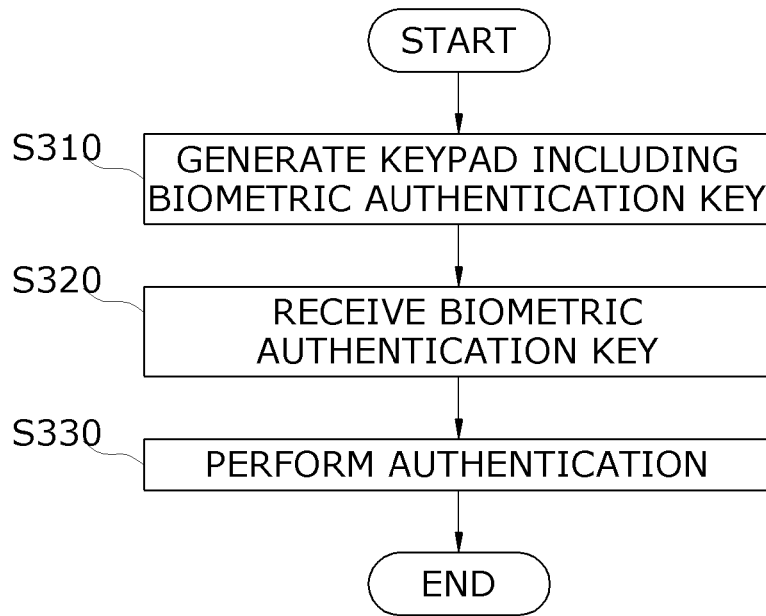 START
S310
GENERATE KEYPAD INCLUDING
BIOMETRIC AUTHENTICATION KEY
S320
RECEIVE BIOMETRIC
AUTHENTICATION KEY
S330
PERFORM AUTHENTICATION
END